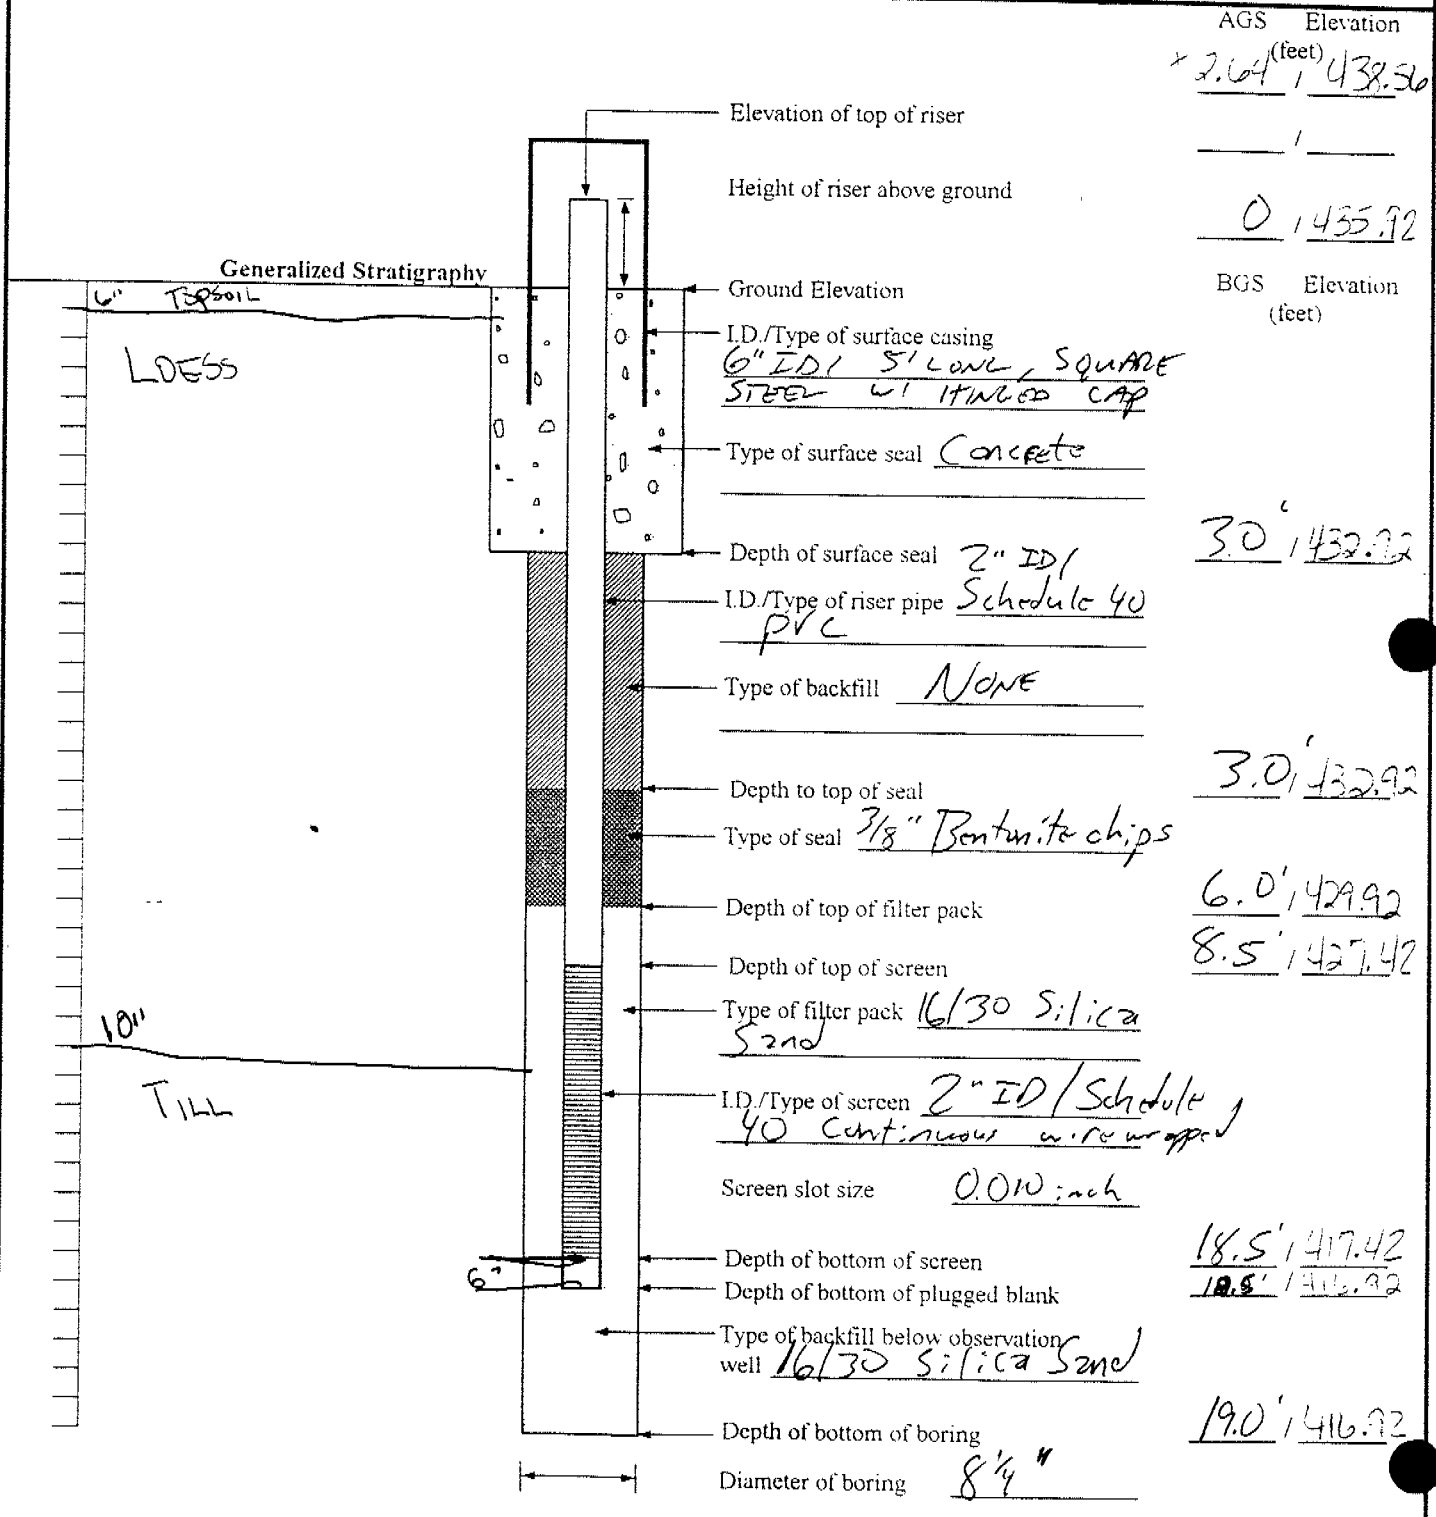 AGS Elevation
(feet)
+ 2.64 / 438.56
Elevation of top of riser
/
Height of riser above ground
0 / 435.92
Generalized Stratigraphy
6" TOPSOIL
Ground Elevation
BGS Elevation
(feet)
I.D./Type of surface casing
LOESS
6" ID / 5' LONG, SQUARE
STEEL w/ HINGED CAP
Type of surface seal Concrete
Depth of surface seal 3.0' / 432.92
2" ID /
I.D./Type of riser pipe Schedule 40
PVC
Type of backfill NONE
Depth to top of seal 3.0' / 432.92
Type of seal 3/8" Bentonite chips
Depth of top of filter pack 6.0' / 429.92
Depth of top of screen 8.5' / 427.42
Type of filter pack 16/30 Silica
Sand
10"
TILL
I.D./Type of screen 2" ID / Schedule
40 Continuous wire wrapped
Screen slot size 0.010 inch
Depth of bottom of screen 18.5' / 417.42
6"
Depth of bottom of plugged blank / 416.92
Type of backfill below observation
well 16/30 Silica Sand
Depth of bottom of boring 19.0' / 416.92
Diameter of boring 8 1/4"